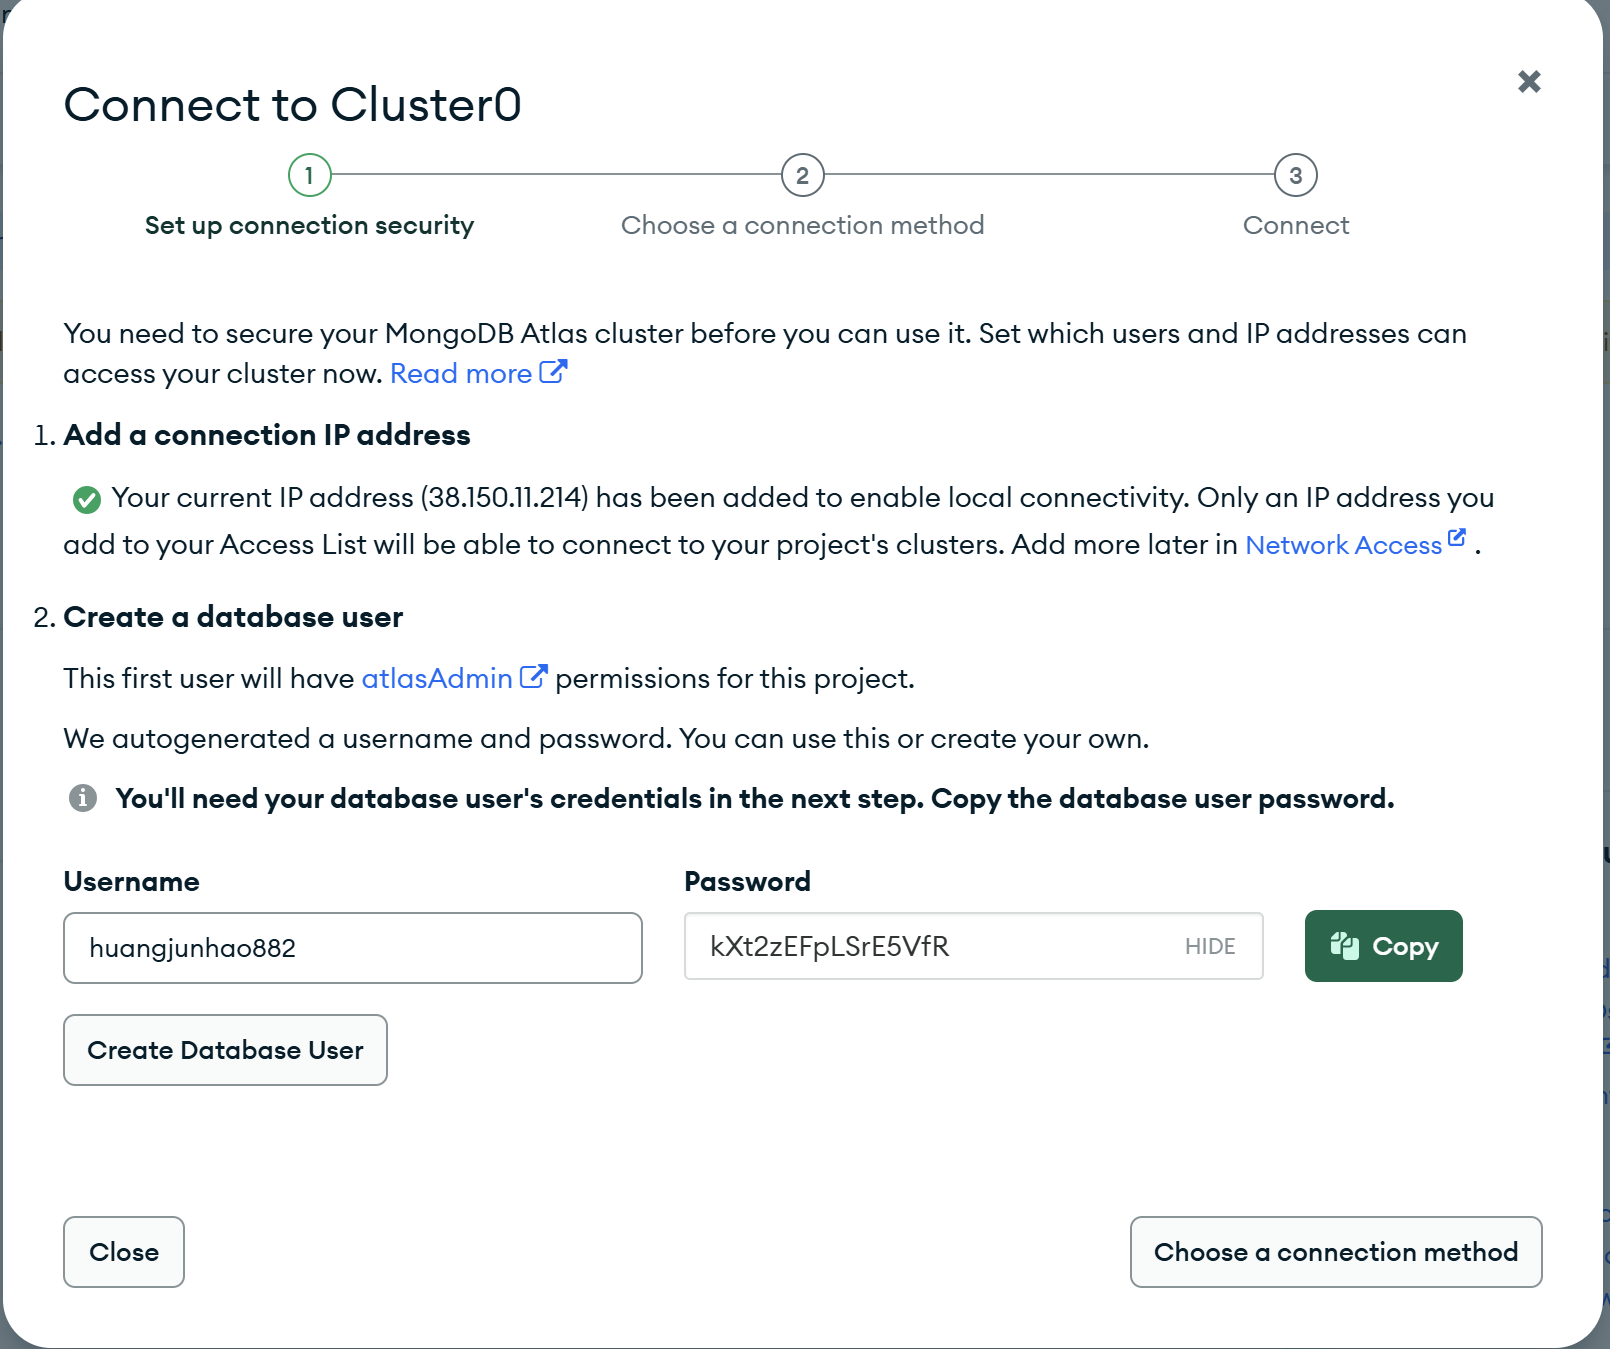 Connect to Cluster0
1
2
3
Set up connection security
Choose a connection method
Connect
You need to secure your MongoDB Atlas cluster before you can use it. Set which users and IP addresses can
access your cluster now. Read more
1. Add a connection IP address
Your current IP address (38.150.11.214) has been added to enable local connectivity. Only an IP address you
add to your Access List will be able to connect to your project's clusters. Add more later in Network Access .
2. Create a database user
This first user will have atlasAdmin permissions for this project.
We autogenerated a username and password. You can use this or create your own.
You'll need your database user's credentials in the next step. Copy the database user password.
Username
Password
huangjunhao882
kXt2zEFpLSrE5VfR
HIDE
Copy
Create Database User
Close
Choose a connection method